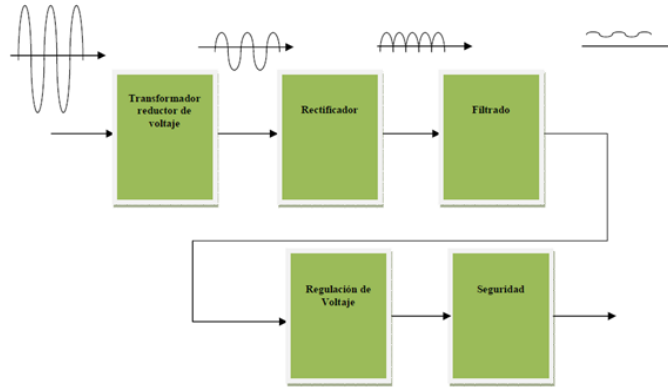 Transformador
reductor de
voltaje
Rectificador
Filtrado
Regulación de
Voltaje
Seguridad